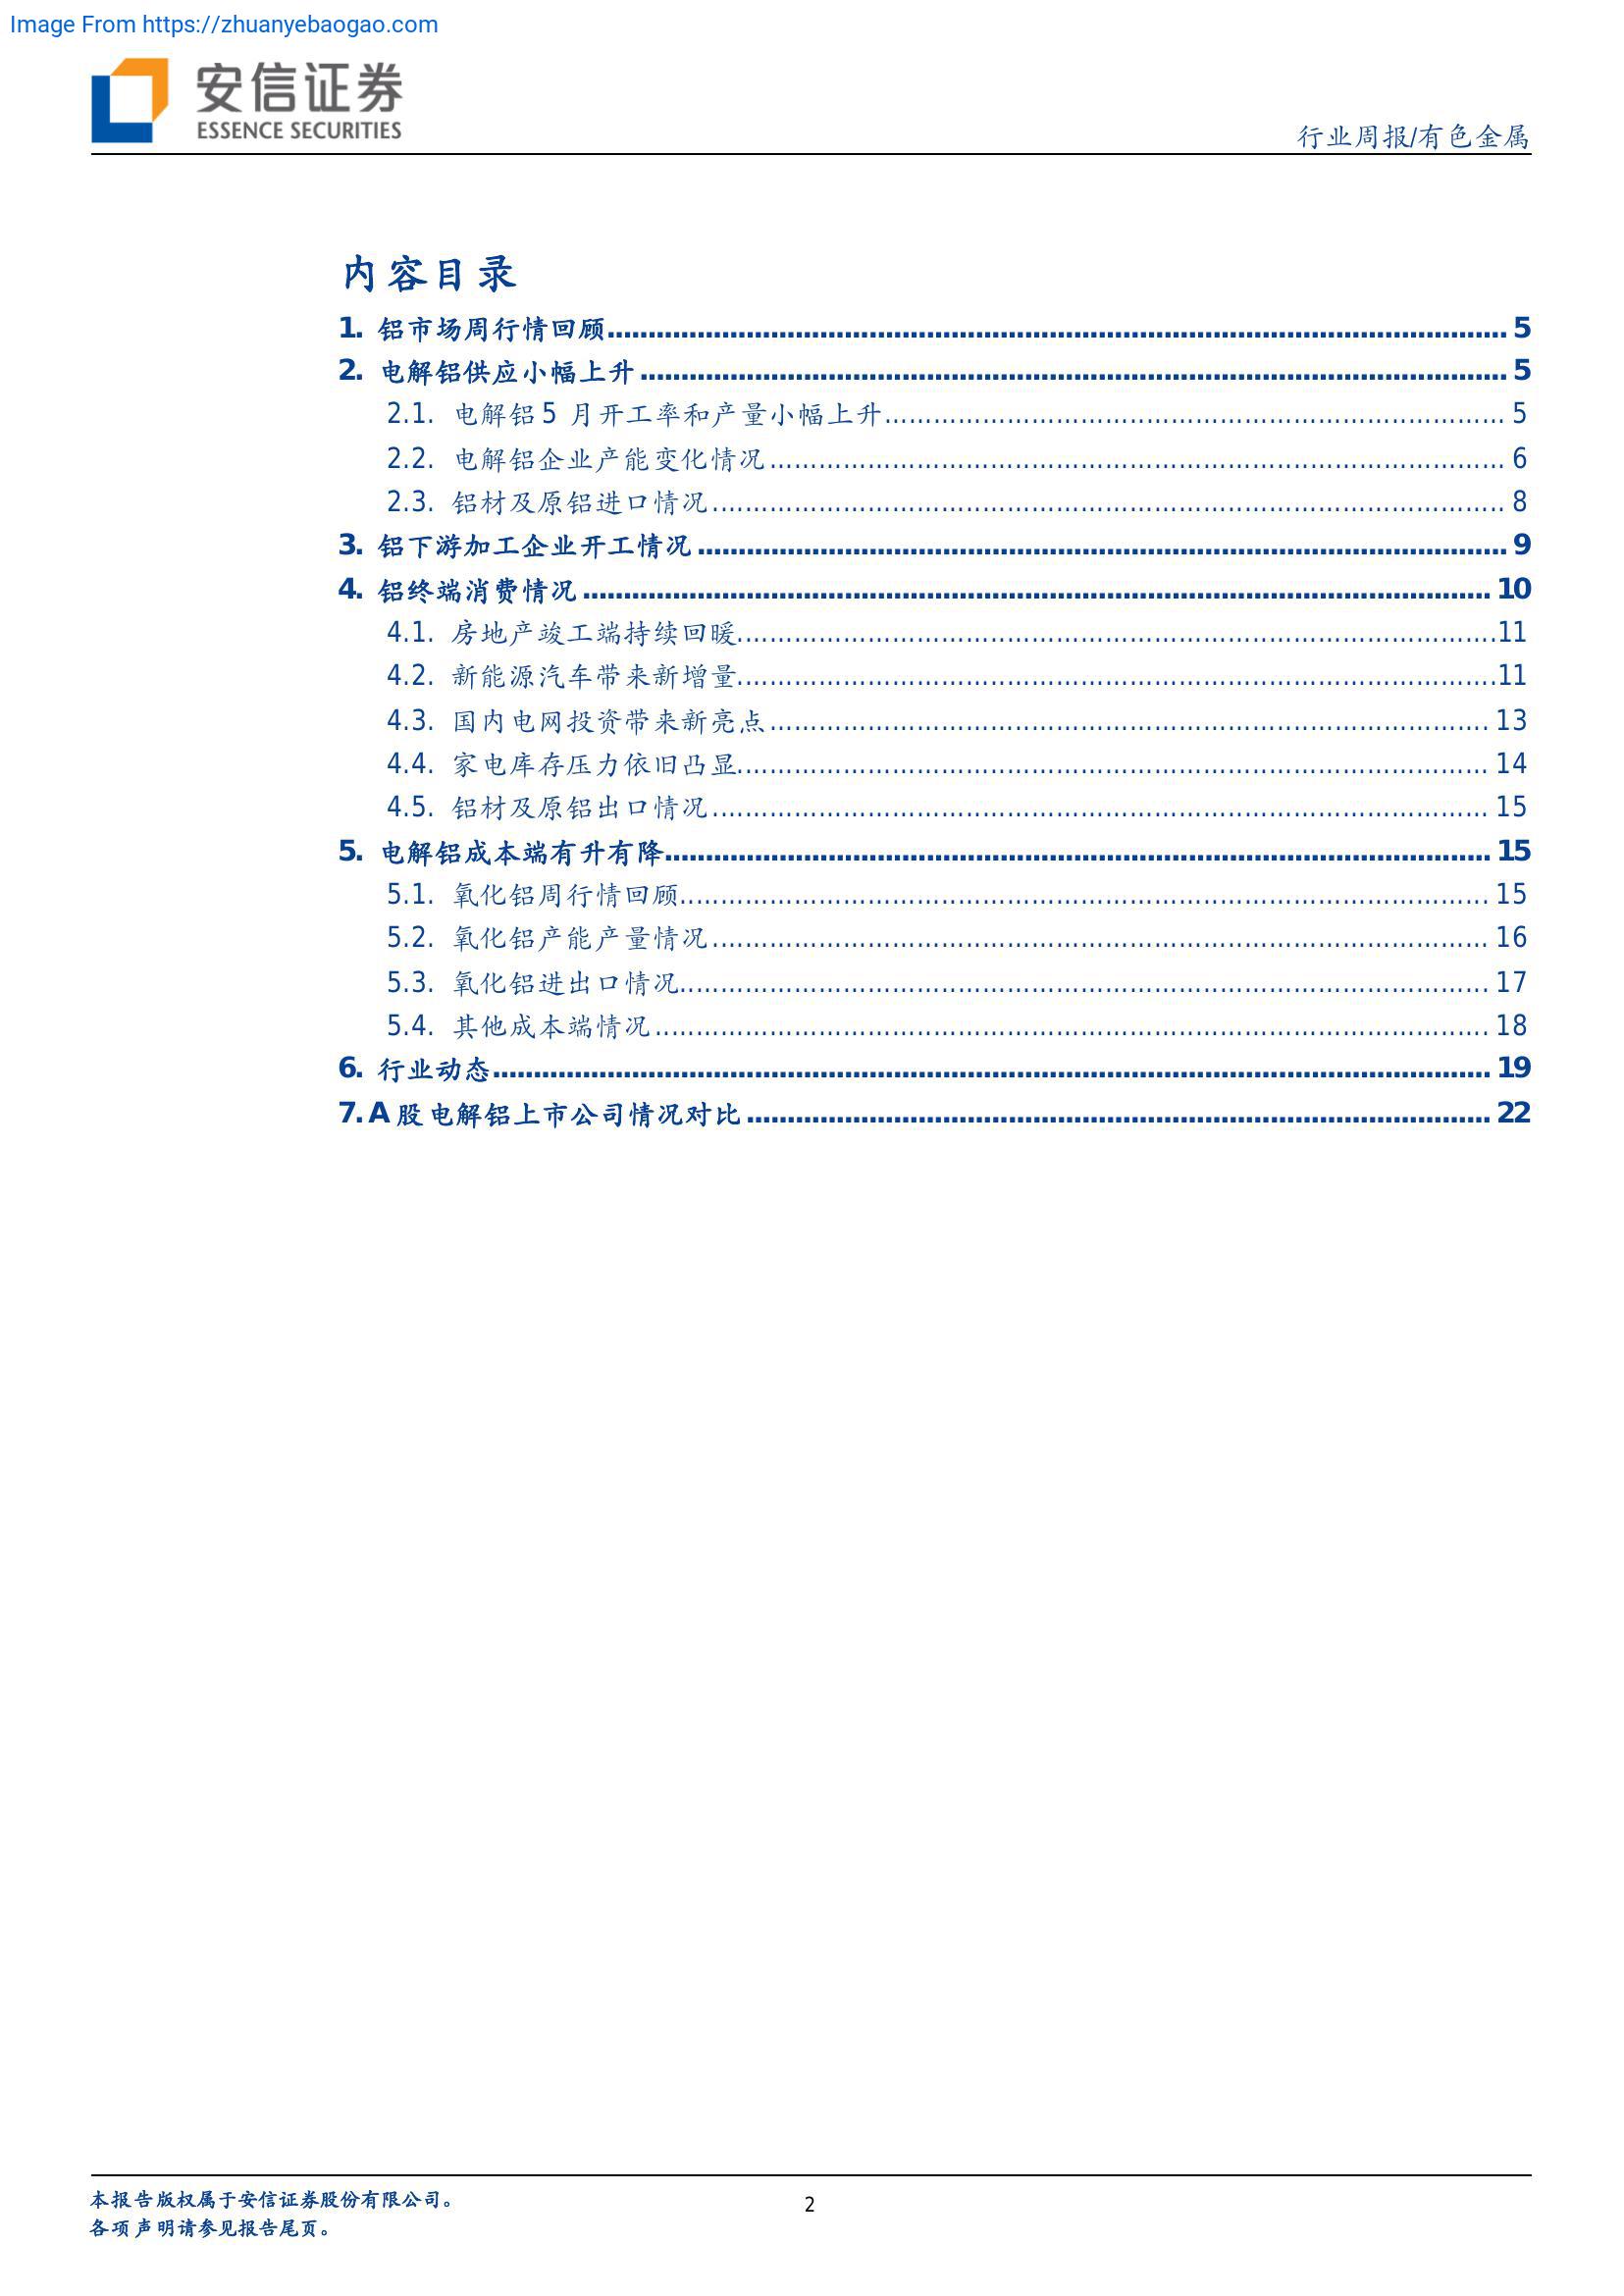 Image From https://zhuanyebaogao.com
安信证券
ESSENCE SECURITIES
行业周报/有色金属
内容目录
1. 铝市场周行情回顾 5
2. 电解铝供应小幅上升 5
2.1. 电解铝 5 月开工率和产量小幅上升 5
2.2. 电解铝企业产能变化情况 6
2.3. 铝材及原铝进口情况 8
3. 铝下游加工企业开工情况 9
4. 铝终端消费情况 10
4.1. 房地产竣工端持续回暖 11
4.2. 新能源汽车带来新增量 11
4.3. 国内电网投资带来新亮点 13
4.4. 家电库存压力依旧凸显 14
4.5. 铝材及原铝出口情况 15
5. 电解铝成本端有升有降 15
5.1. 氧化铝周行情回顾 15
5.2. 氧化铝产能产量情况 16
5.3. 氧化铝进出口情况 17
5.4. 其他成本端情况 18
6. 行业动态 19
7. A 股电解铝上市公司情况对比 22
本报告版权属于安信证券股份有限公司。
2
各项声明请参见报告尾页。